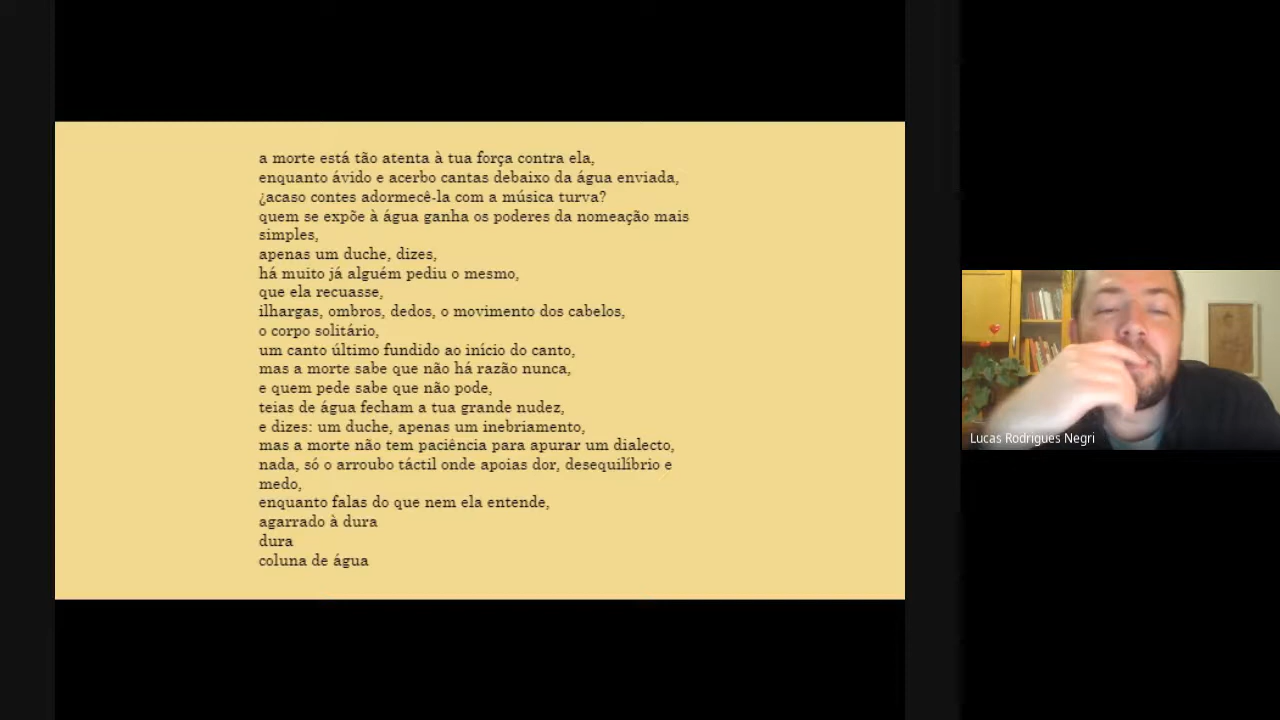 a morte está tão atenta à tua força contra ela,
enquanto ávido e acerbo cantas debaixo da água enviada,
¿acaso contes adormecê-la com a música turva?
quem se expõe à água ganha os poderes da nomeação mais
simples,
apenas um duche, dizes,
há muito já alguém pediu o mesmo,
que ela recuasse,
ilhargas, ombros, dedos, o movimento dos cabelos,
o corpo solitário,
um canto último fundido ao início do canto,
mas a morte sabe que não há razão nunca,
e quem pede sabe que não pode,
teias de água fecham a tua grande nudez,
e dizes: um duche, apenas um inebriamento,
mas a morte não tem paciência para apurar um dialecto,
nada, só o arroubo táctil onde apoias dor, desequilíbrio e
medo,
enquanto falas do que nem ela entende,
agarrado à dura
dura
coluna de água
Lucas Rodrigues Negri